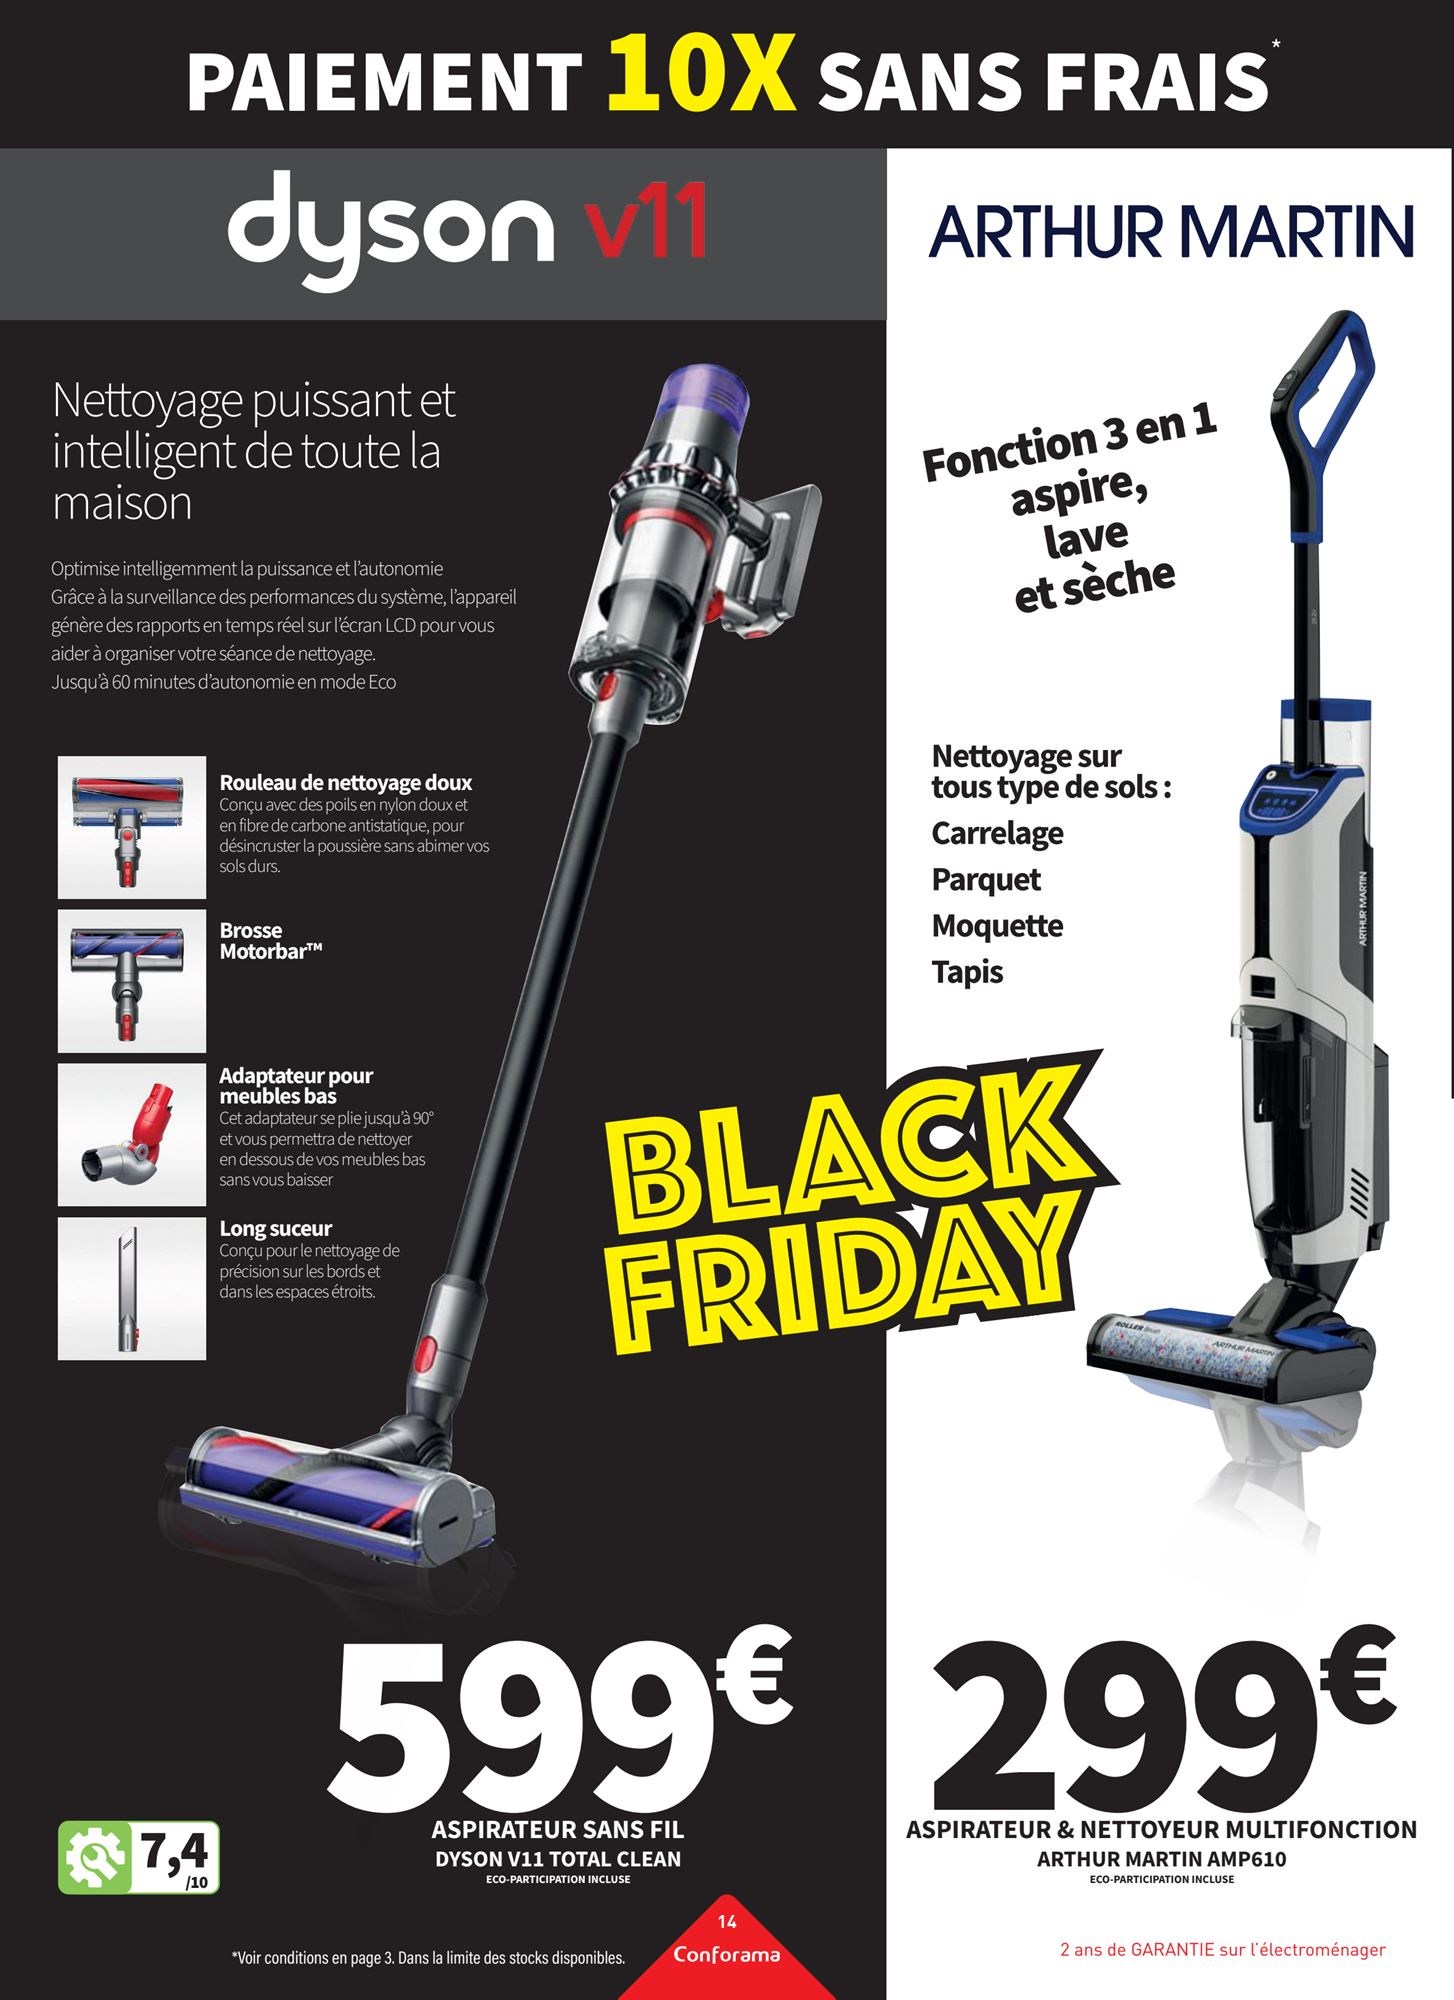 PAIEMENT 10X SANS FRAIS*
dyson v11
Nettoyage puissant et
intelligent de toute la
maison
Optimise intelligemment la puissance et l'autonomie
Grâce à la surveillance des performances du système, l'appareil
génère des rapports en temps réel sur l'écran LCD pour vous
aider à organiser votre séance de nettoyage.
Jusqu'à 60 minutes d'autonomie en mode Eco
Rouleau de nettoyage doux
Conçu avec des poils en nylon doux et
en fibre de carbone antistatique, pour
désincruster la poussière sans abimer vos
sols durs.
Brosse
Motorbar™
Adaptateur pour
meubles bas
Cet adaptateur se plie jusqu'à 90°
et vous permettra de nettoyer
en dessous de vos meubles bas
sans vous baisser
Long suceur
Conçu pour le nettoyage de
précision sur les bords et
dans les espaces étroits.
599€
ASPIRATEUR SANS FIL
DYSON V11 TOTAL CLEAN
ECO-PARTICIPATION INCLUSE
7,4
/10
ARTHUR MARTIN
Fonction 3 en 1
aspire,
lave
et sèche
Nettoyage sur
tous type de sols :
Carrelage
Parquet
Moquette
Tapis
ARTHUR MARTIN
ROLLER Brush
ARTHUR MARTIN
BLACK
FRIDAY
299€
ASPIRATEUR & NETTOYEUR MULTIFONCTION
ARTHUR MARTIN AMP610
ECO-PARTICIPATION INCLUSE
*Voir conditions en page 3. Dans la limite des stocks disponibles.
14
Conforama
2 ans de GARANTIE sur l'électroménager